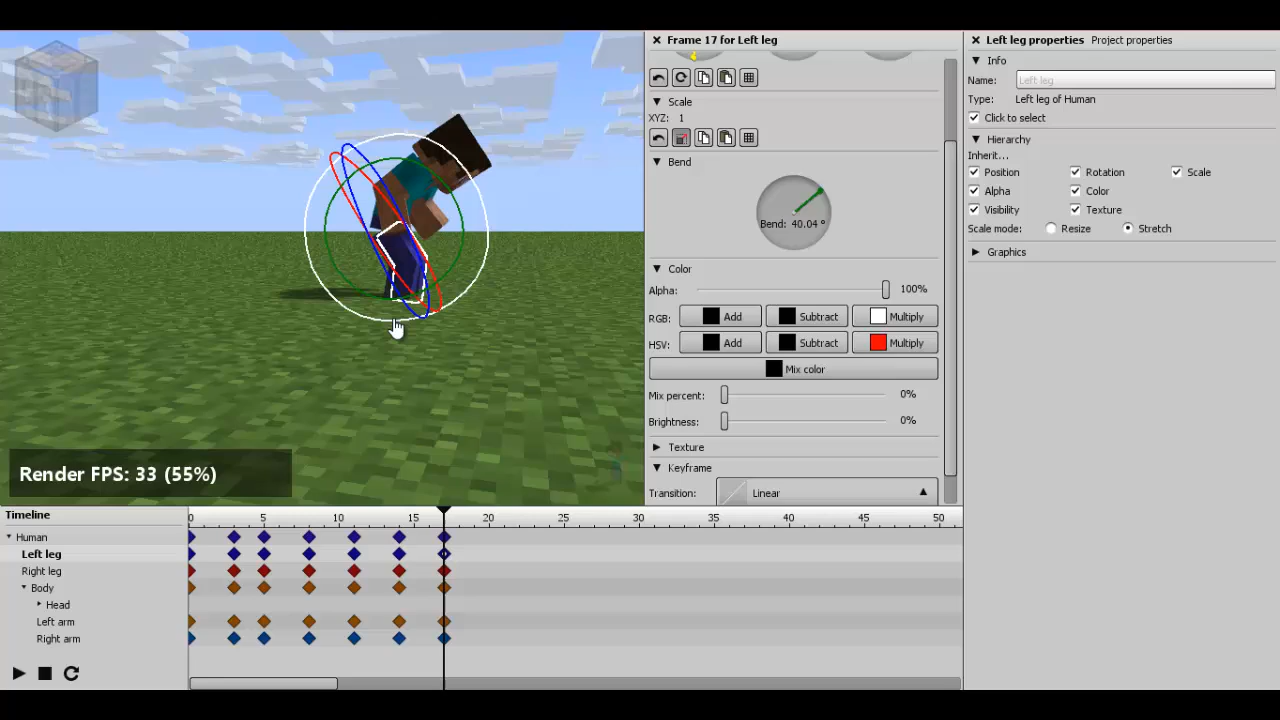 Frame 17 for Left leg
Left leg properties Project properties
Info
Name: Left leg
Type: Left leg of Human
Click to select
Hierarchy
Inherit...
Position Rotation Scale
Alpha Color
Visibility Texture
Scale mode: Resize Stretch
Graphics
Scale
XYZ: 1
Bend
Bend: 40.04 °
Color
Alpha: 100%
RGB: Add Subtract Multiply
HSV: Add Subtract Multiply
Mix color
Mix percent: 0%
Brightness: 0%
Texture
Keyframe
Transition: Linear
Render FPS: 33 (55%)
Timeline
0 5 10 15 20 25 30 35 40 45 50
Human
Left leg
Right leg
Body
Head
Left arm
Right arm